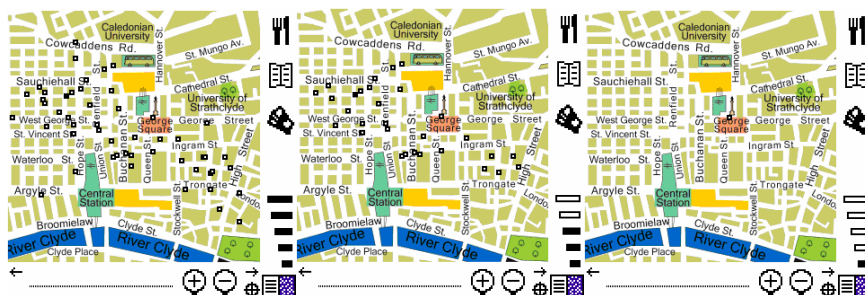 Caledonian
University
Cowcaddens Rd.
Hannover St.
St. Mungo Av.
Sauchiehall St.
Cathedral St.
Renfield St.
University of
Strathclyde
West George St.
George Street
George
Square
St. Vincent St.
Buchanan St.
Hope St.
Union St.
Queen St.
Ingram St.
Waterloo St.
High Street
Argyle St.
Trongate
Central
Station
Stockwell St.
London
Broomielaw
Clyde St.
River Clyde
River Clyde
Clyde Place
Caledonian
University
Cowcaddens Rd.
Hannover St.
St. Mungo Av.
Sauchiehall St.
Cathedral St.
Renfield St.
University of
Strathclyde
West George St.
George Street
George
Square
St. Vincent St.
Buchanan St.
Hope St.
Union St.
Queen St.
Ingram St.
Waterloo St.
High Street
Argyle St.
Trongate
Central
Station
Stockwell St.
London
Broomielaw
Clyde St.
River Clyde
River Clyde
Clyde Place
Caledonian
University
Cowcaddens Rd.
Hannover St.
St. Mungo Av.
Sauchiehall St.
Cathedral St.
Renfield St.
University of
Strathclyde
West George St.
George Street
George
Square
St. Vincent St.
Buchanan St.
Hope St.
Union St.
Queen St.
Ingram St.
Waterloo St.
High Street
Argyle St.
Trongate
Central
Station
Stockwell St.
London
Broomielaw
Clyde St.
River Clyde
River Clyde
Clyde Place